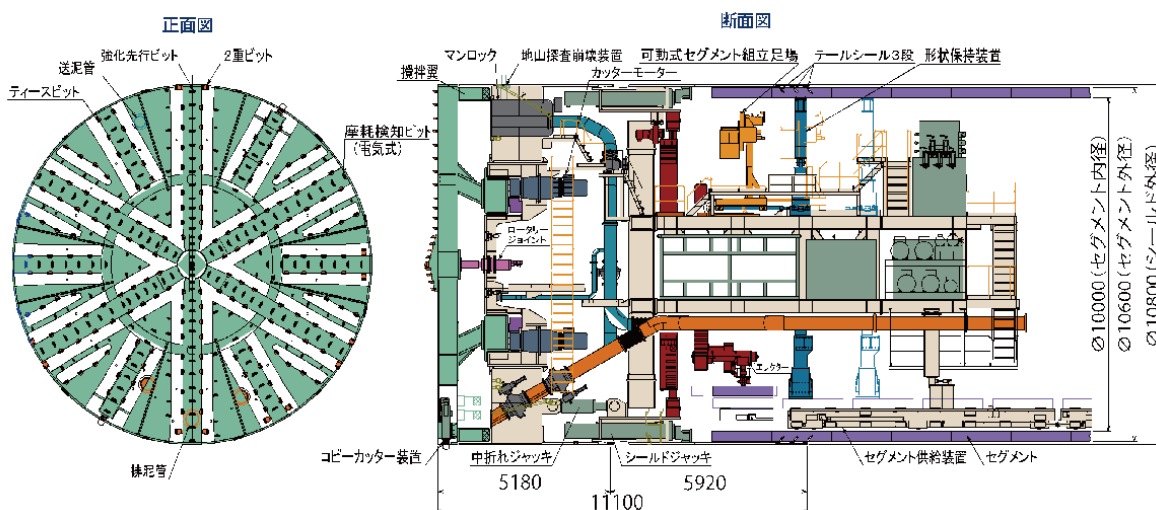 正面図
断面図
強化先行ビット
2重ビット
送泥管
ティースビット
摩耗検知ビット
(電気式)
排泥管
マンロック
地山探査崩壊装置
可動式セグメント組立足場
テールシール3段
形状保持装置
撹拌翼
カッターモーター
ロータリー
ジョイント
エレクター
コピーカッター装置
中折れジャッキ
シールドジャッキ
セグメント供給装置
セグメント
5180
5920
11100
∅10000(セグメント内径)
∅10600(セグメント外径)
∅10800(シールド外径)